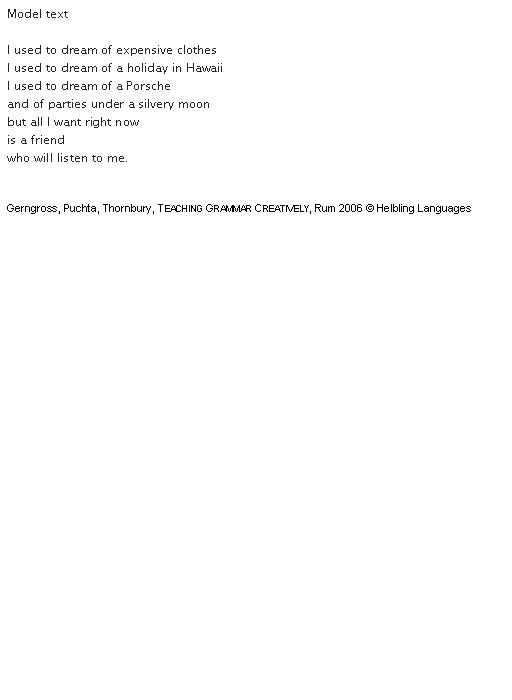 Model text
I used to dream of expensive clothes
I used to dream of a holiday in Hawaii
I used to dream of a Porsche
and of parties under a silvery moon
but all I want right now
is a friend
who will listen to me.
Gerngross, Puchta, Thornbury, TEACHING GRAMMAR CREATIVELY, Rum 2006 © Helbling Languages